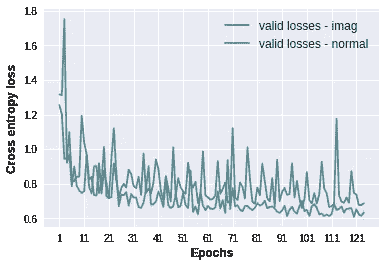 1.8
valid losses - imag
valid losses - normal
1.6
1.4
Cross entropy loss
1.2
1.0
0.8
0.6
1 11 21 31 41 51 61 71 81 91 101 111 121
Epochs